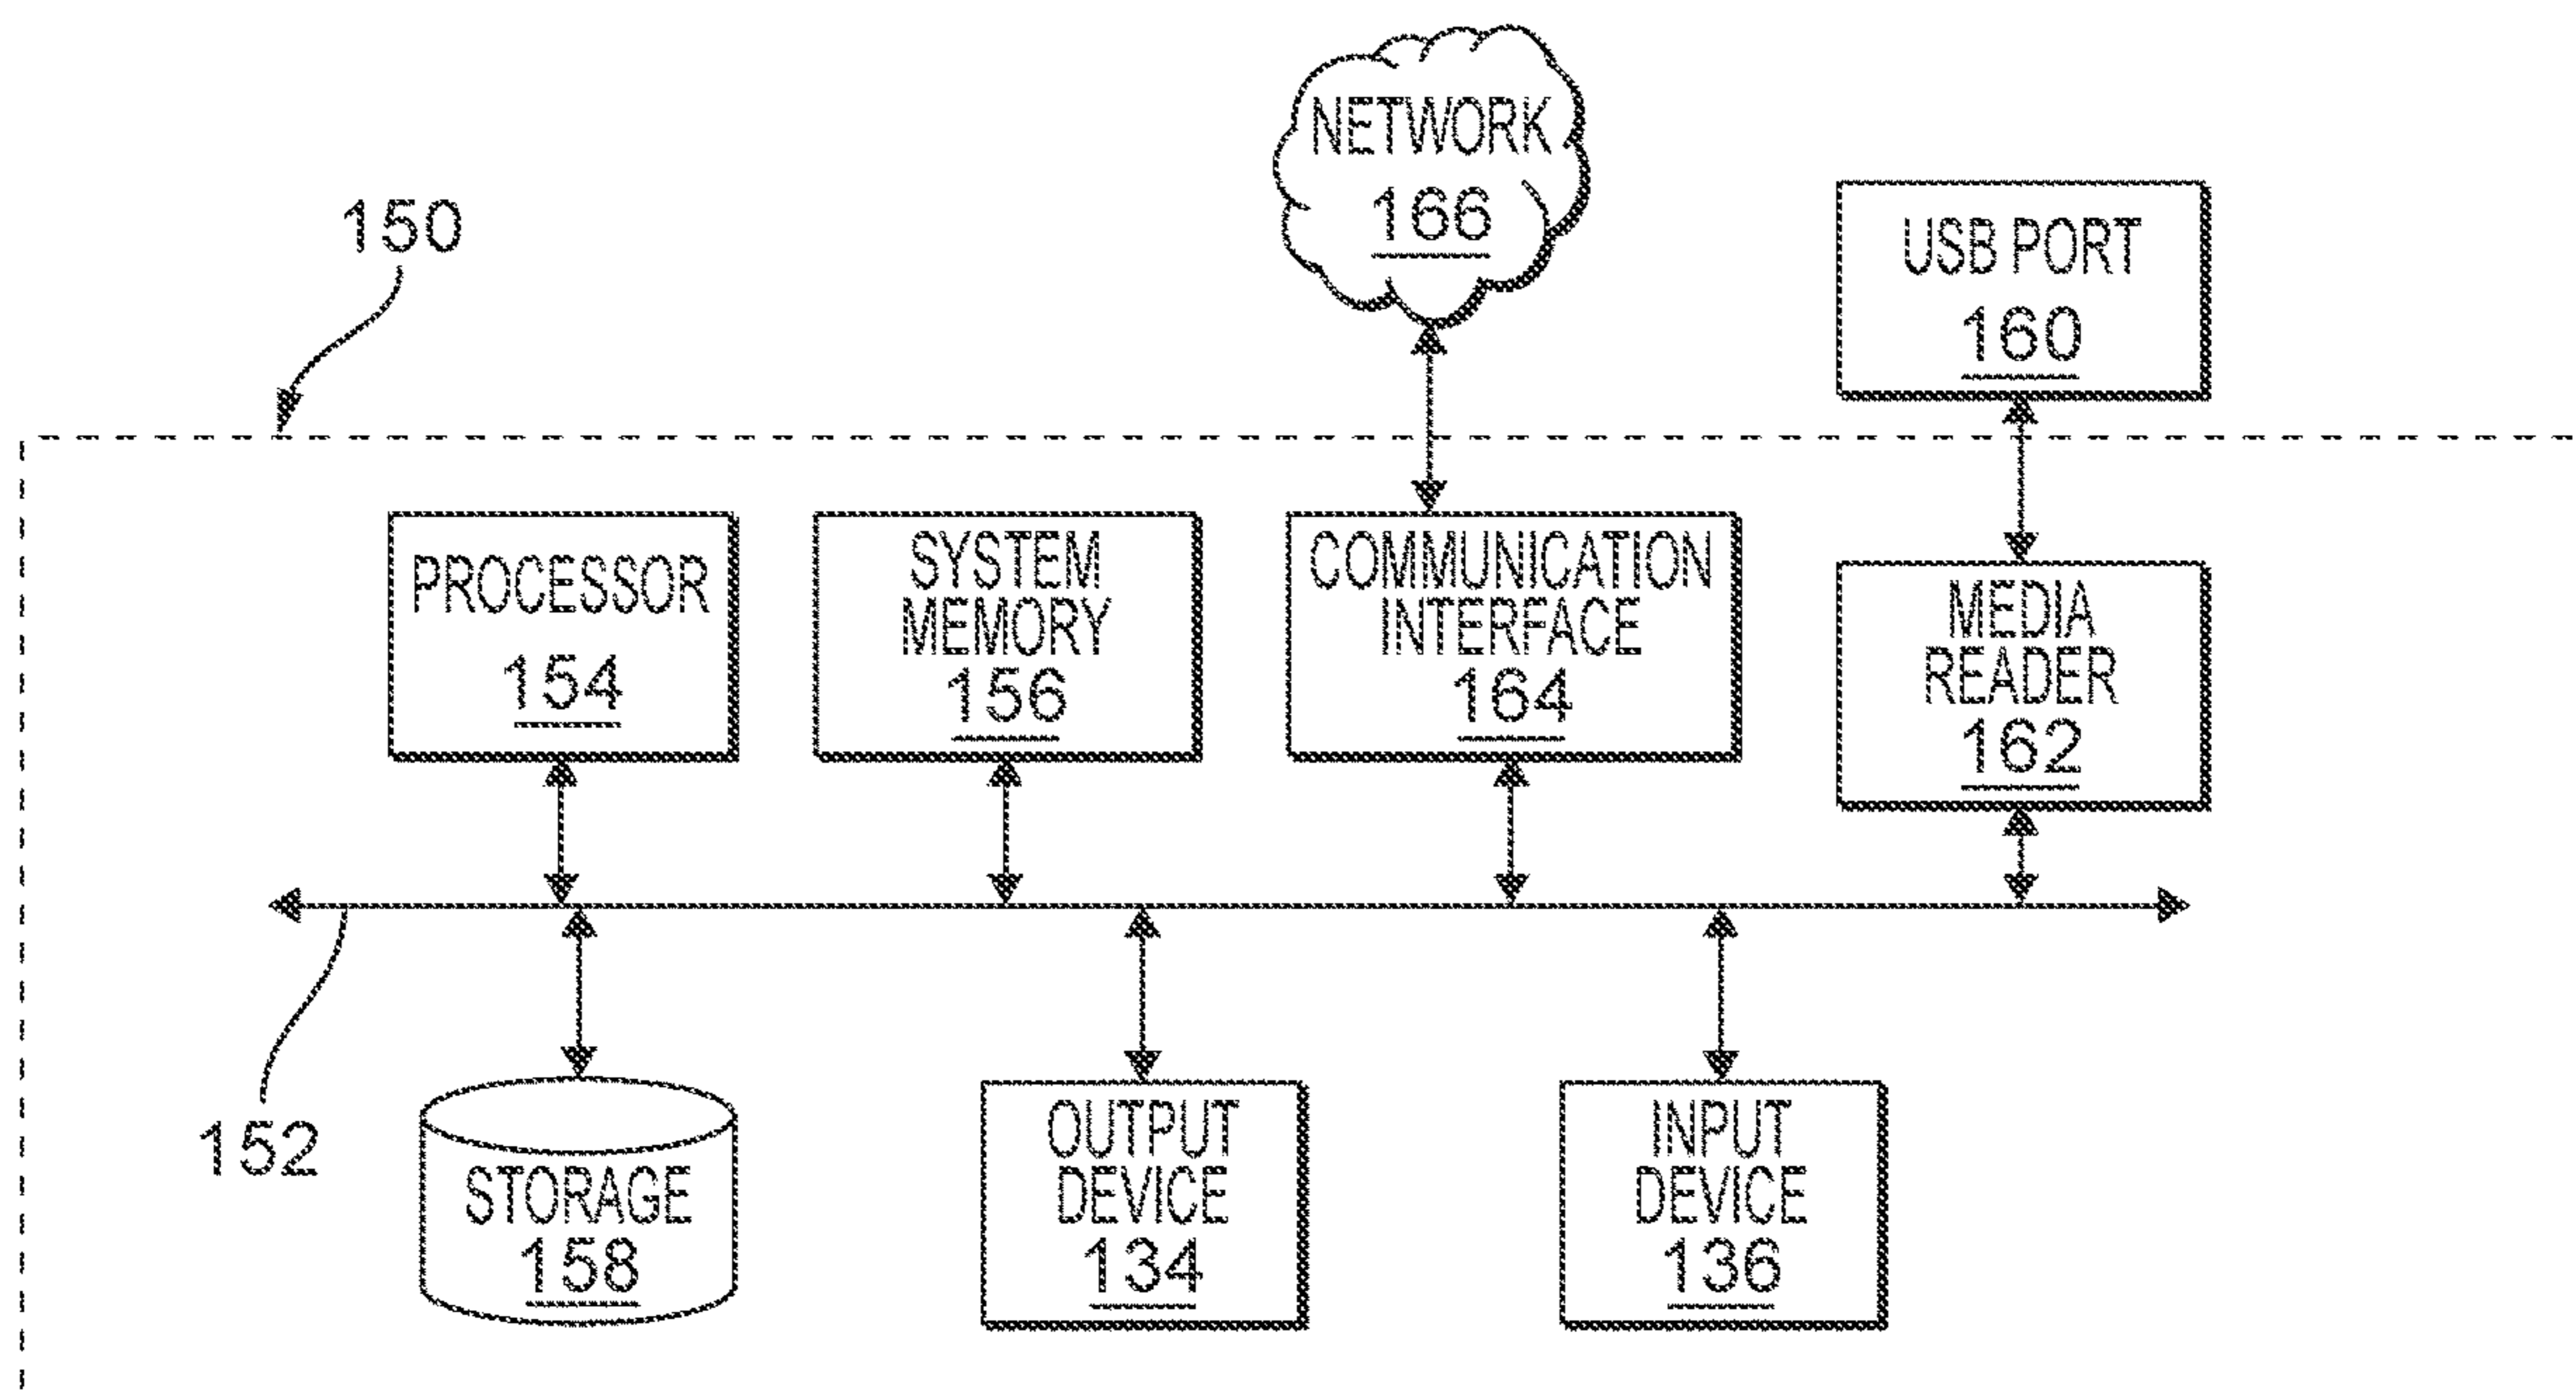 NETWORK
166
150
USB PORT
160
PROCESSOR
154
SYSTEM
MEMORY
156
COMMUNICATION
INTERFACE
164
MEDIA
READER
162
152
STORAGE
158
OUTPUT
DEVICE
134
INPUT
DEVICE
136